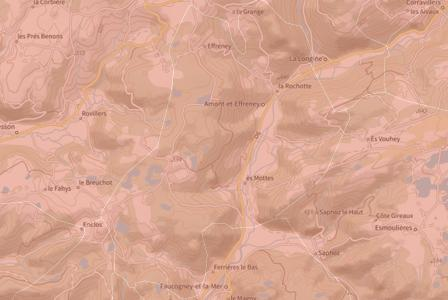 la Corbière
la Grange
Corravillers
les Aivaux
les Prés Benons
Effreney
La Longine
la Rochotte
Amont-et-Effreney
Rovillers
sson
Es Vouhey
es Mottes
le Breuchot
le Fahys
Saphoz le Haut
Côte Gireaux
Enclos
Esmoulières
Saphoz
Ferrières le Bas
Faucogney-et-la-Mer